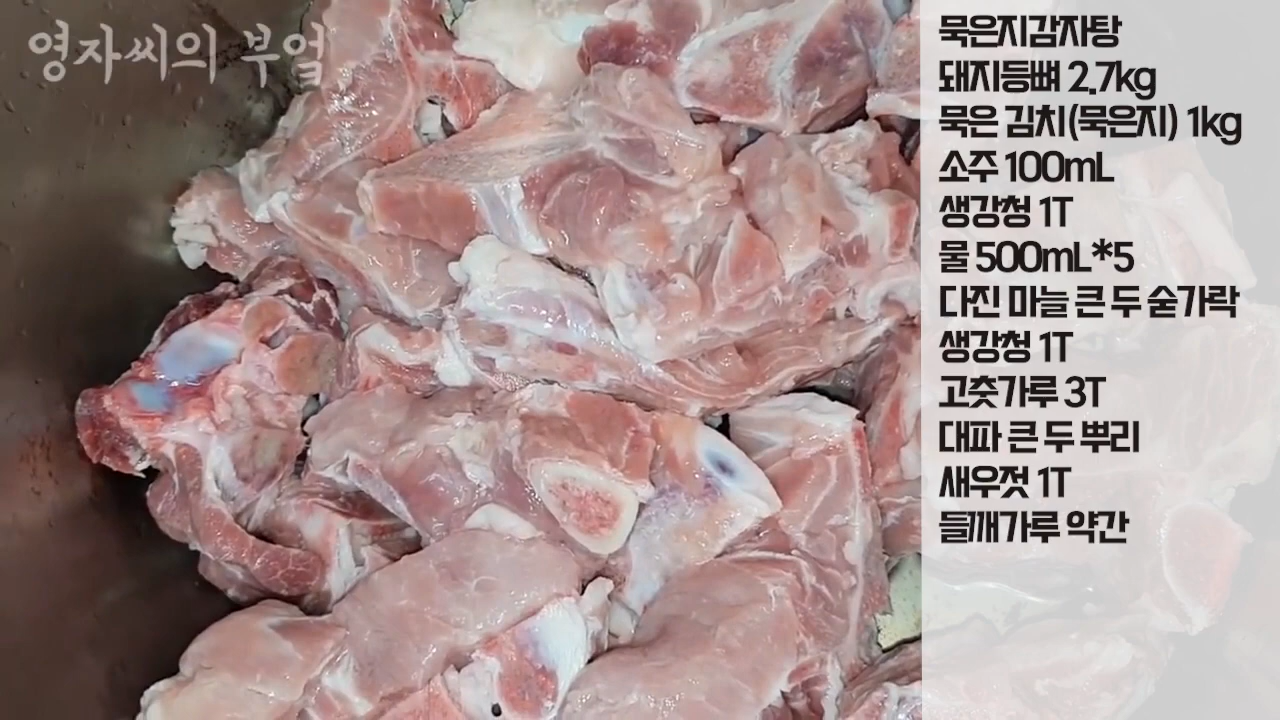 영자씨의 부엌
묵은지감자탕
돼지등뼈 2.7kg
묵은 김치(묵은지) 1kg
소주 100mL
생강청 1T
물 500mL*5
다진 마늘 큰 두 숟가락
생강청 1T
고춧가루 3T
대파 큰 두 뿌리
새우젓 1T
들깨가루 약간